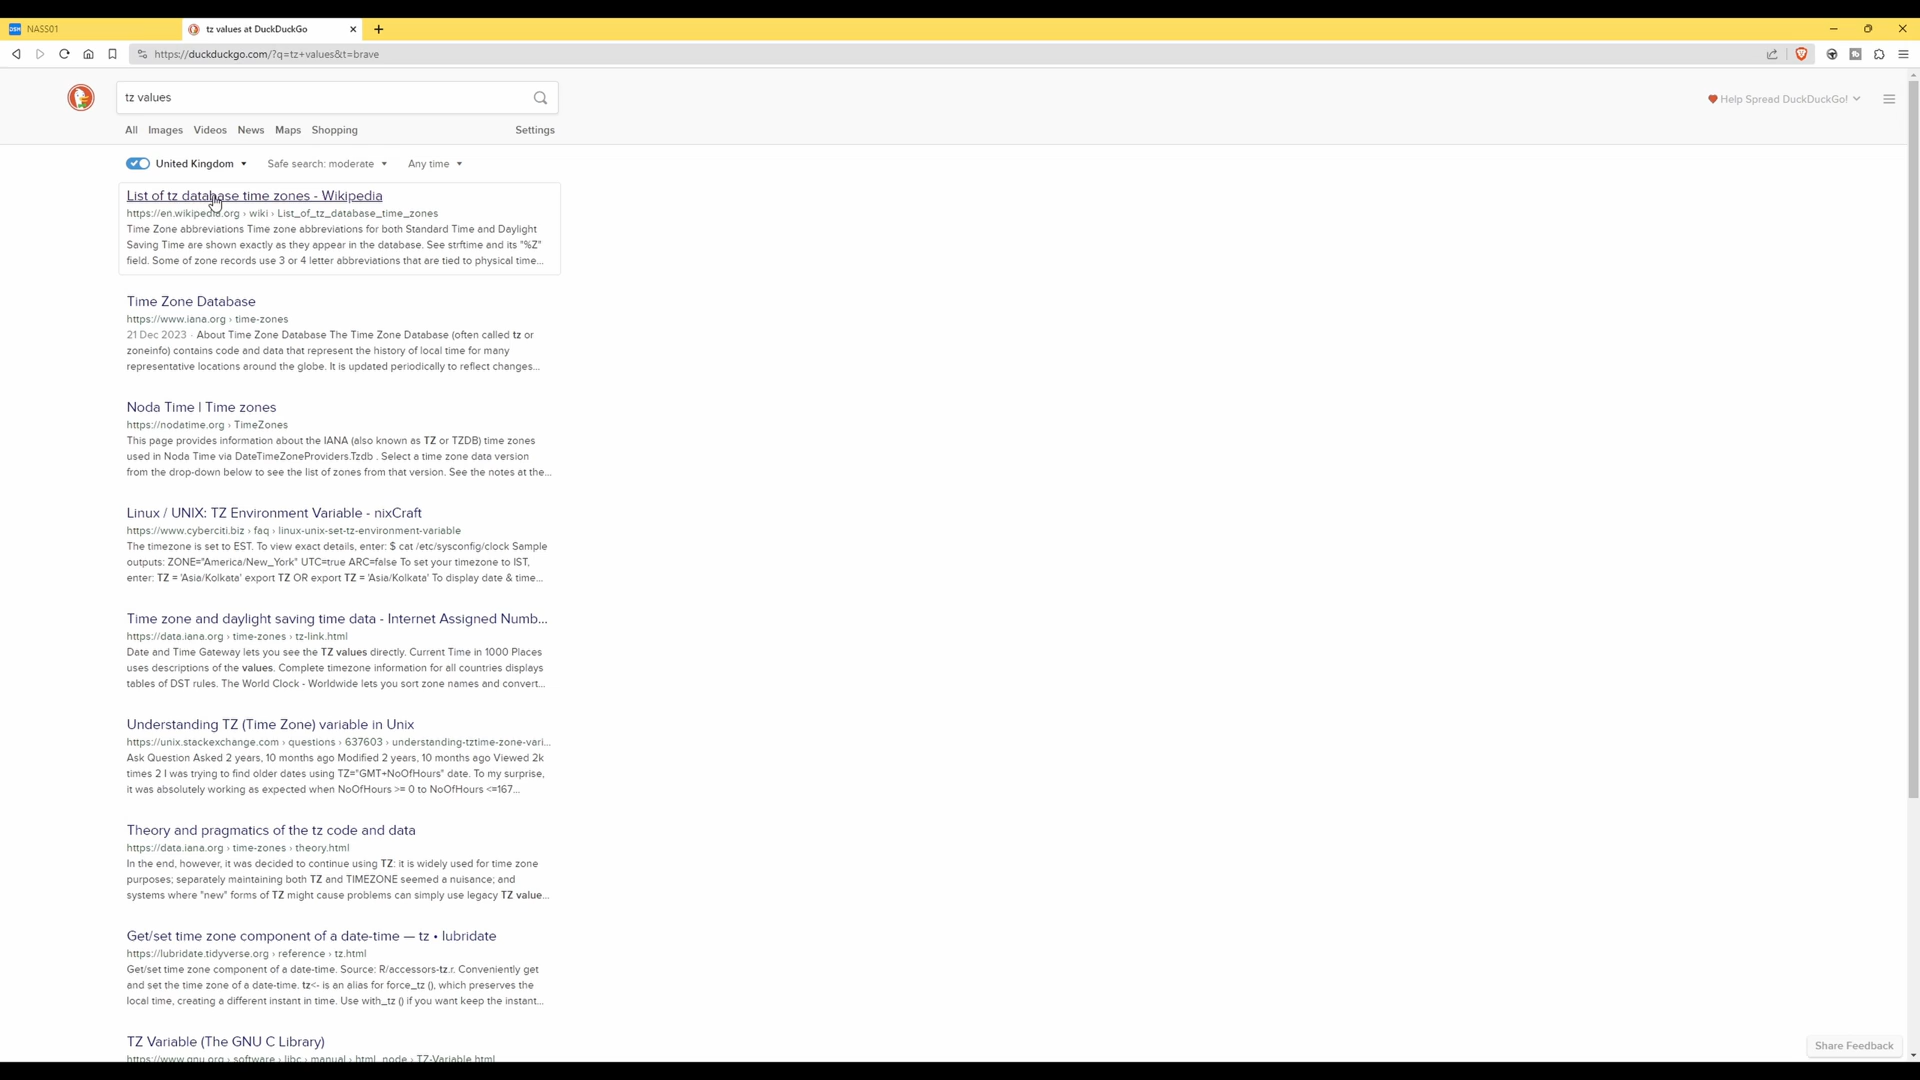 DSM NASS01
tz values at DuckDuckGo
https://duckduckgo.com/?q=tz+values&t=brave
tz values
Help Spread DuckDuckGo!
All Images Videos News Maps Shopping Settings
United Kingdom Safe search: moderate Any time
List of tz database time zones - Wikipedia
https://en.wikipedia.org › wiki › List_of_tz_database_time_zones
Time Zone abbreviations Time zone abbreviations for both Standard Time and Daylight
Saving Time are shown exactly as they appear in the database. See strftime and its "%Z"
field. Some of zone records use 3 or 4 letter abbreviations that are tied to physical time...
Time Zone Database
https://www.iana.org › time-zones
21 Dec 2023 · About Time Zone Database The Time Zone Database (often called tz or
zoneinfo) contains code and data that represent the history of local time for many
representative locations around the globe. It is updated periodically to reflect changes...
Noda Time | Time zones
https://nodatime.org › TimeZones
This page provides information about the IANA (also known as TZ or TZDB) time zones
used in Noda Time via DateTimeZoneProviders.Tzdb . Select a time zone data version
from the drop-down below to see the list of zones from that version. See the notes at the...
Linux / UNIX: TZ Environment Variable - nixCraft
https://www.cyberciti.biz › faq › linux-unix-set-tz-environment-variable
The timezone is set to EST. To view exact details, enter: $ cat /etc/sysconfig/clock Sample
outputs: ZONE="America/New_York" UTC=true ARC=false To set your timezone to IST,
enter: TZ = 'Asia/Kolkata' export TZ OR export TZ = 'Asia/Kolkata' To display date & time...
Time zone and daylight saving time data - Internet Assigned Numb...
https://data.iana.org › time-zones › tz-link.html
Date and Time Gateway lets you see the TZ values directly. Current Time in 1000 Places
uses descriptions of the values. Complete timezone information for all countries displays
tables of DST rules. The World Clock - Worldwide lets you sort zone names and convert...
Understanding TZ (Time Zone) variable in Unix
https://unix.stackexchange.com › questions › 637603 › understanding-tztime-zone-vari...
Ask Question Asked 2 years, 10 months ago Modified 2 years, 10 months ago Viewed 2k
times 2 I was trying to find older dates using TZ="GMT+NoOfHours" date. To my surprise,
it was absolutely working as expected when NoOfHours >= 0 to NoOfHours <=167...
Theory and pragmatics of the tz code and data
https://data.iana.org › time-zones › theory.html
In the end, however, it was decided to continue using TZ: it is widely used for time zone
purposes; separately maintaining both TZ and TIMEZONE seemed a nuisance; and
systems where "new" forms of TZ might cause problems can simply use legacy TZ value...
Get/set time zone component of a date-time — tz • lubridate
https://lubridate.tidyverse.org › reference › tz.html
Get/set time zone component of a date-time. Source: R/accessors-tz.r. Conveniently get
and set the time zone of a date-time. tz<- is an alias for force_tz (), which preserves the
local time, creating a different instant in time. Use with_tz () if you want keep the instant...
TZ Variable (The GNU C Library)
https://www.gnu.org › software › libc › manual › html_node › TZ-Variable.html
Share Feedback